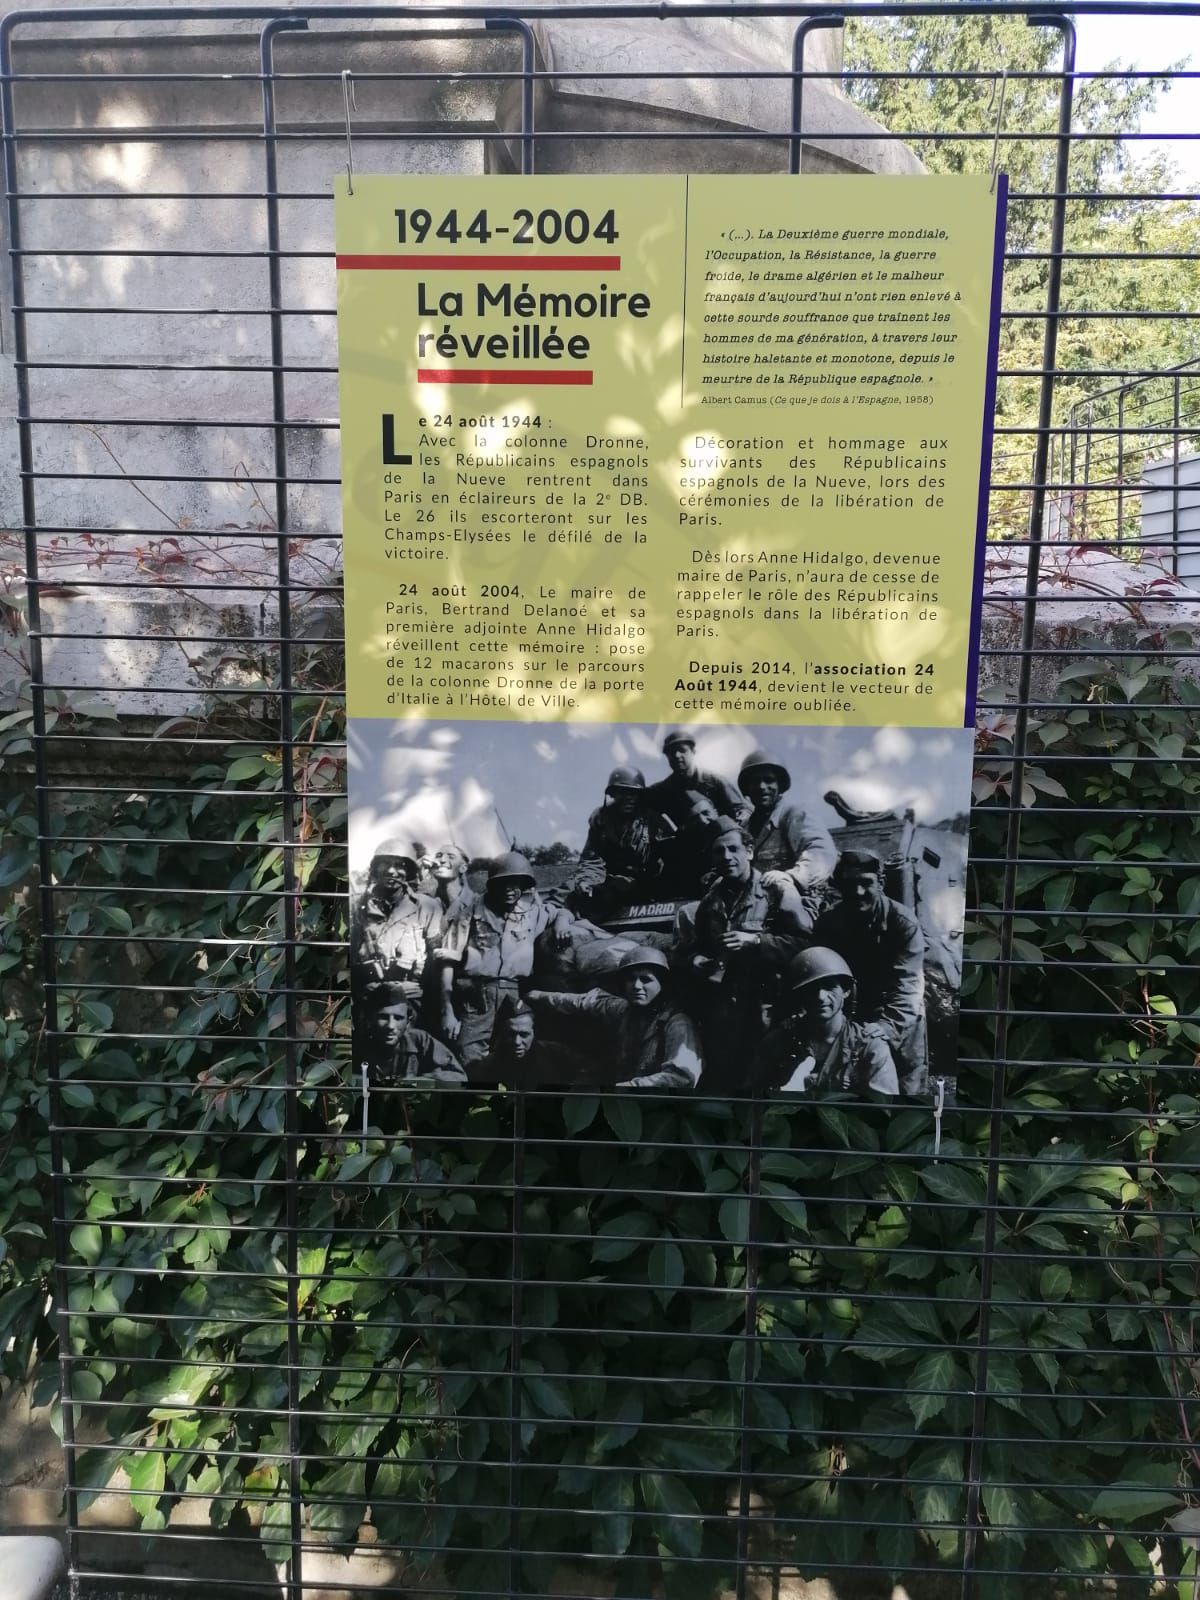 1944-2004
La Mémoire
réveillée
« (...). La Deuxième guerre mondiale,
l'Occupation, la Résistance, la guerre
froide, le drame algérien et le malheur
français d'aujourd'hui n'ont rien enlevé à
cette sourde souffrance que traînent les
hommes de ma génération, à travers leur
histoire haletante et monotone, depuis le
meurtre de la République espagnole. »
Albert Camus (Ce que je dois à l'Espagne, 1958)
Le 24 août 1944 :
Avec la colonne Dronne,
les Républicains espagnols
de la Nueve rentrent dans
Paris en éclaireurs de la 2e DB.
Le 26 ils escorteront sur les
Champs-Elysées le défilé de la
victoire.
24 août 2004, Le maire de
Paris, Bertrand Delanoé et sa
première adjointe Anne Hidalgo
réveillent cette mémoire : pose
de 12 macarons sur le parcours
de la colonne Dronne de la porte
d'Italie à l'Hôtel de Ville.
Décoration et hommage aux
survivants des Républicains
espagnols de la Nueve, lors des
cérémonies de la libération de
Paris.
Dès lors Anne Hidalgo, devenue
maire de Paris, n'aura de cesse de
rappeler le rôle des Républicains
espagnols dans la libération de
Paris.
Depuis 2014, l'association 24
Août 1944, devient le vecteur de
cette mémoire oubliée.
MADRID